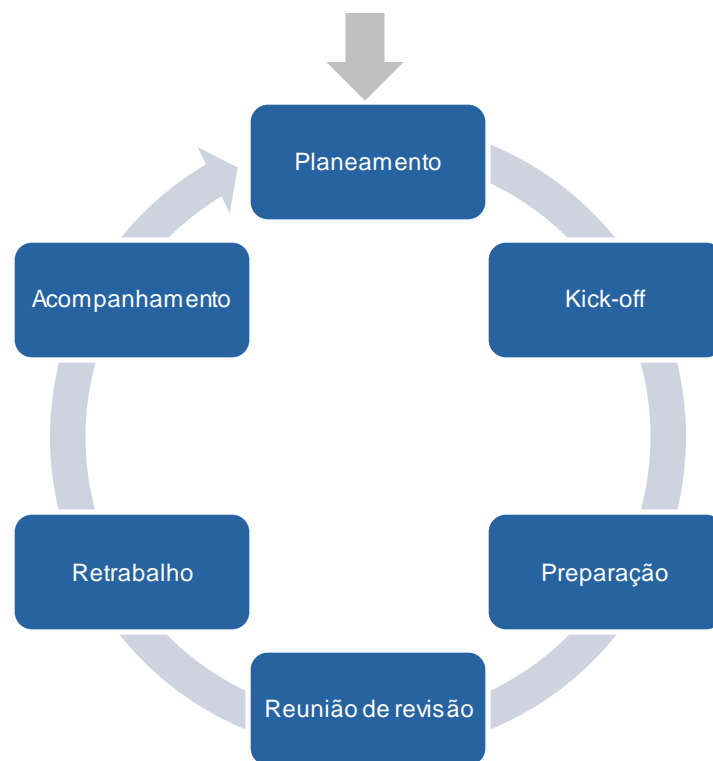 Planeamento
Kick-off
Preparação
Reunião de revisão
Retrabalho
Acompanhamento